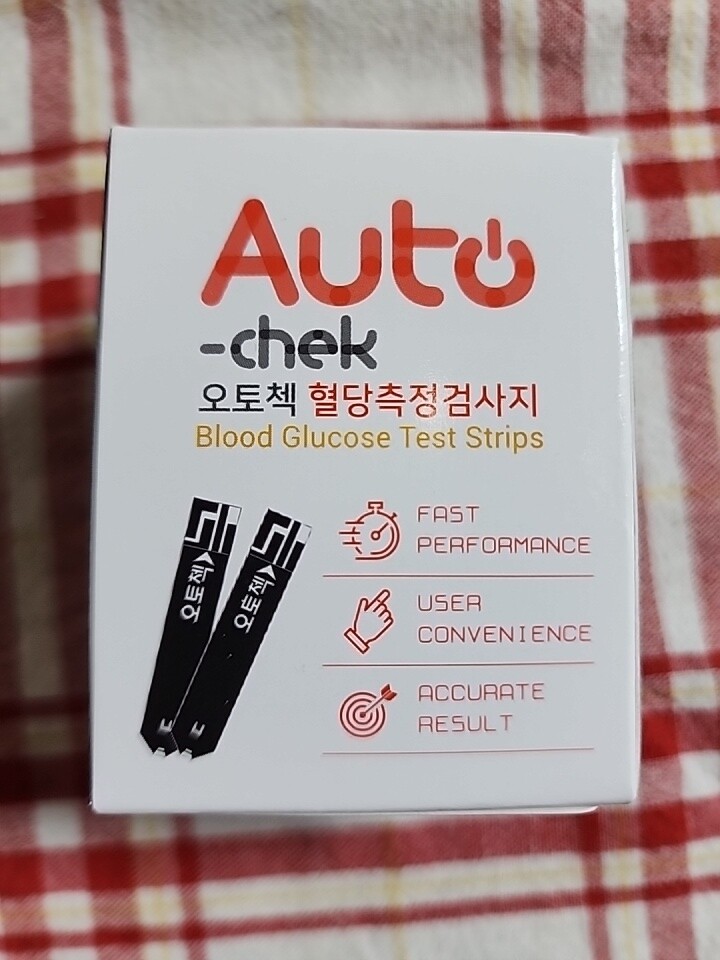 Auto
-chek
오토첵 혈당측정검사지
Blood Glucose Test Strips
FAST
PERFORMANCE
USER
CONVENIENCE
ACCURATE
RESULT
오토첵
오토첵